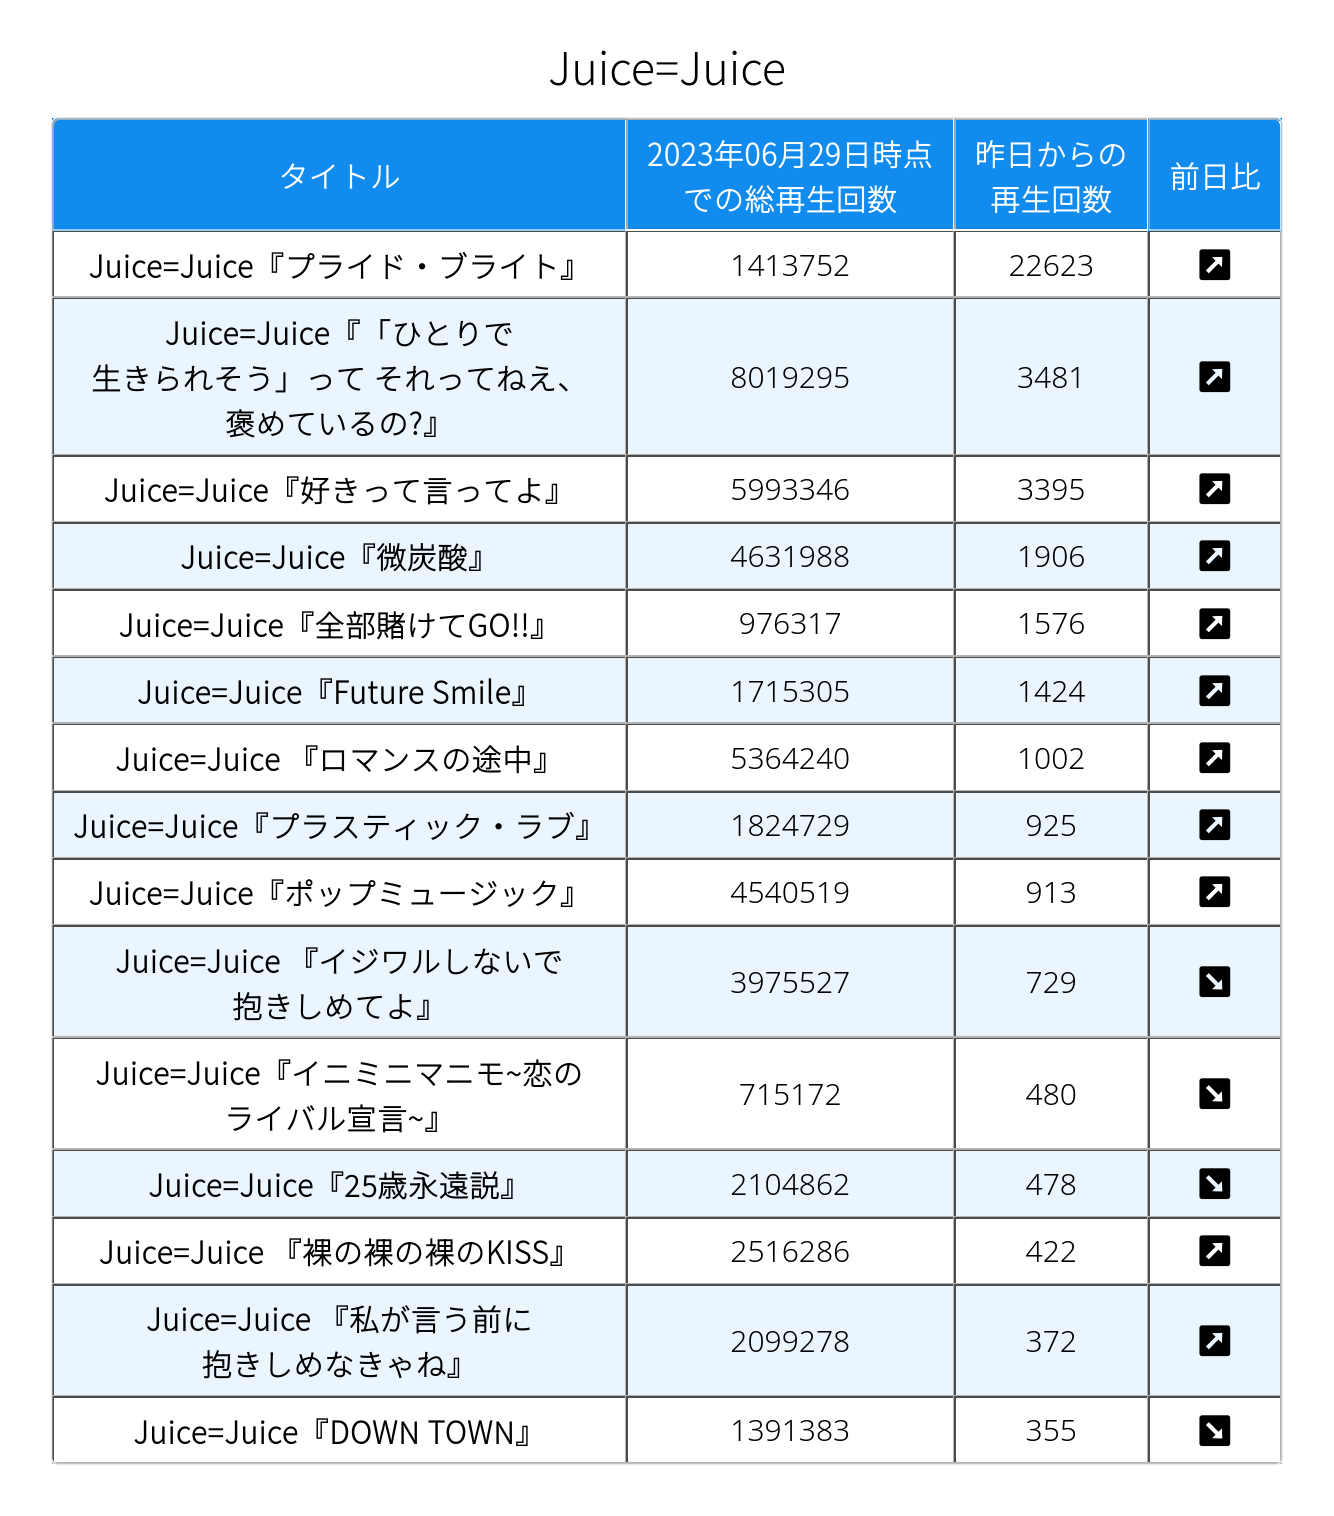 Juice=Juice
タイトル
2023年06月29日時点
での総再生回数
昨日からの
再生回数
前日比
Juice=Juice『プライド・ブライト』
1413752
22623
Juice=Juice『「ひとりで
生きられそう」って それってねえ、
褒めているの?』
8019295
3481
Juice=Juice『好きって言ってよ』
5993346
3395
Juice=Juice『微炭酸』
4631988
1906
Juice=Juice『全部賭けてGO!!』
976317
1576
Juice=Juice『Future Smile』
1715305
1424
Juice=Juice 『ロマンスの途中』
5364240
1002
Juice=Juice『プラスティック・ラブ』
1824729
925
Juice=Juice『ポップミュージック』
4540519
913
Juice=Juice 『イジワルしないで
抱きしめてよ』
3975527
729
Juice=Juice『イニミニマニモ~恋の
ライバル宣言~』
715172
480
Juice=Juice『25歳永遠説』
2104862
478
Juice=Juice 『裸の裸の裸のKISS』
2516286
422
Juice=Juice 『私が言う前に
抱きしめなきゃね』
2099278
372
Juice=Juice『DOWN TOWN』
1391383
355